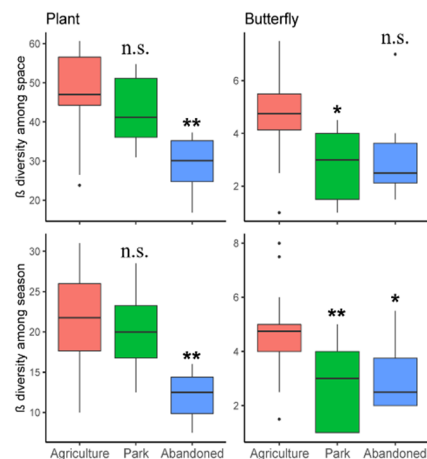 Plant
Butterfly
ß diversity among space
60
50
40
30
20
n.s.
**
6
4
2
*
n.s.
ß diversity among season
30
25
20
15
10
n.s.
**
8
6
4
2
**
*
Agriculture Park Abandoned
Agriculture Park Abandoned